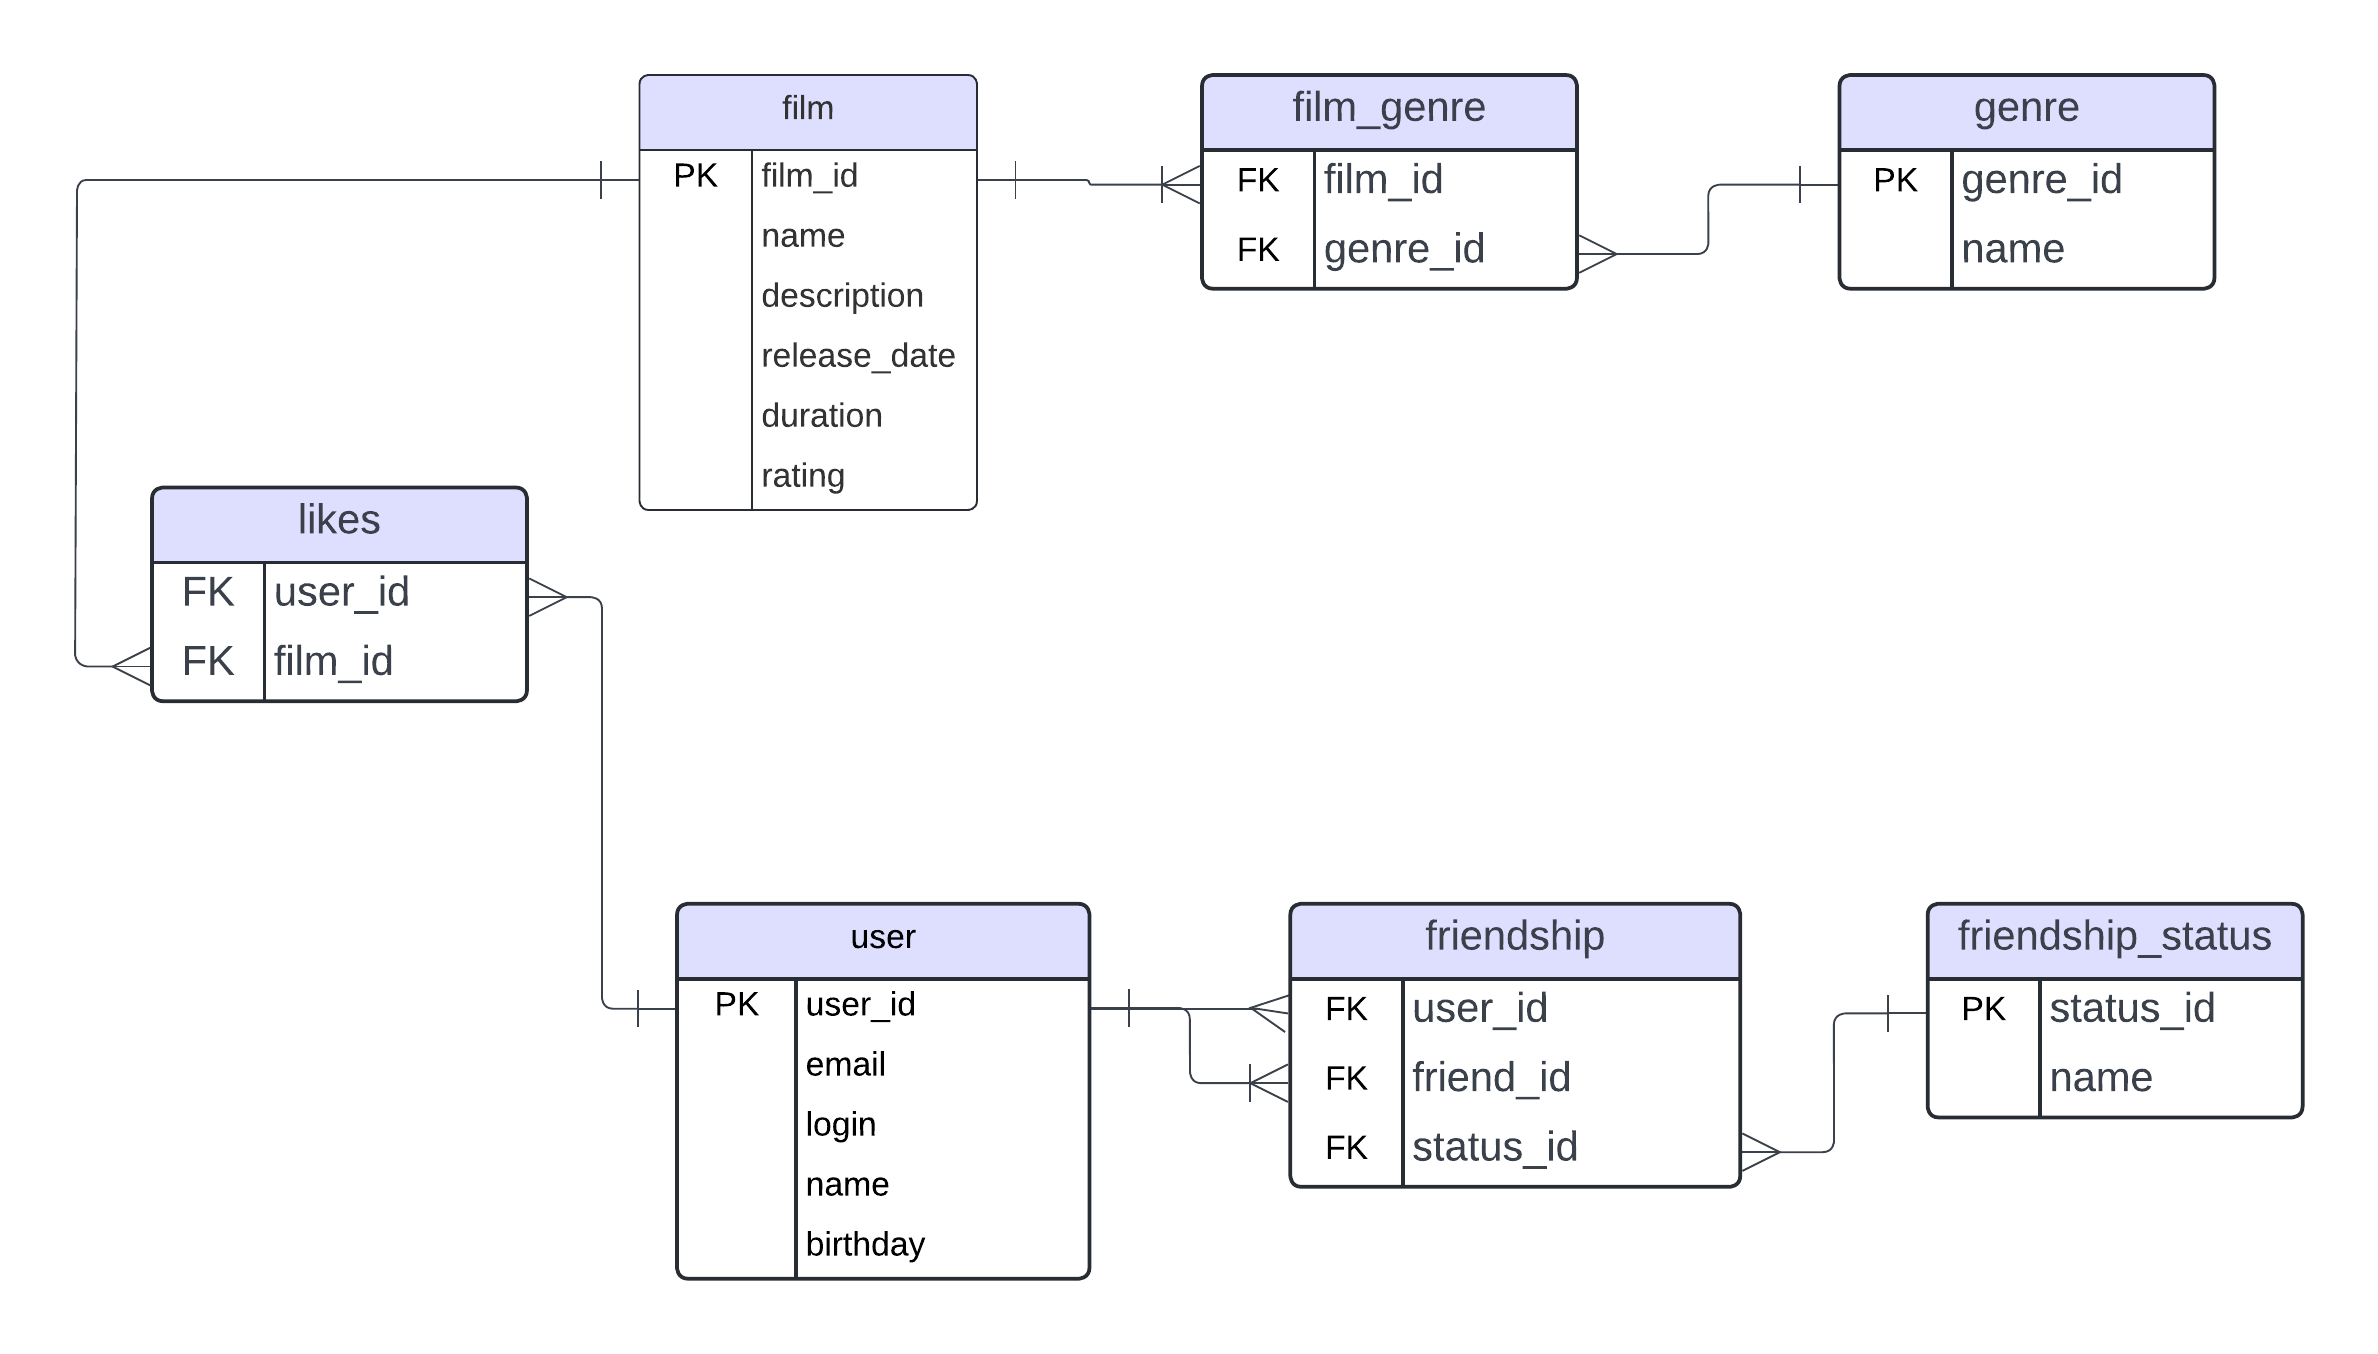 film
PK film_id
name
description
release_date
duration
rating
film_genre
FK film_id
FK genre_id
genre
PK genre_id
name
likes
FK user_id
FK film_id
user
PK user_id
email
login
name
birthday
friendship
FK user_id
FK friend_id
FK status_id
friendship_status
PK status_id
name